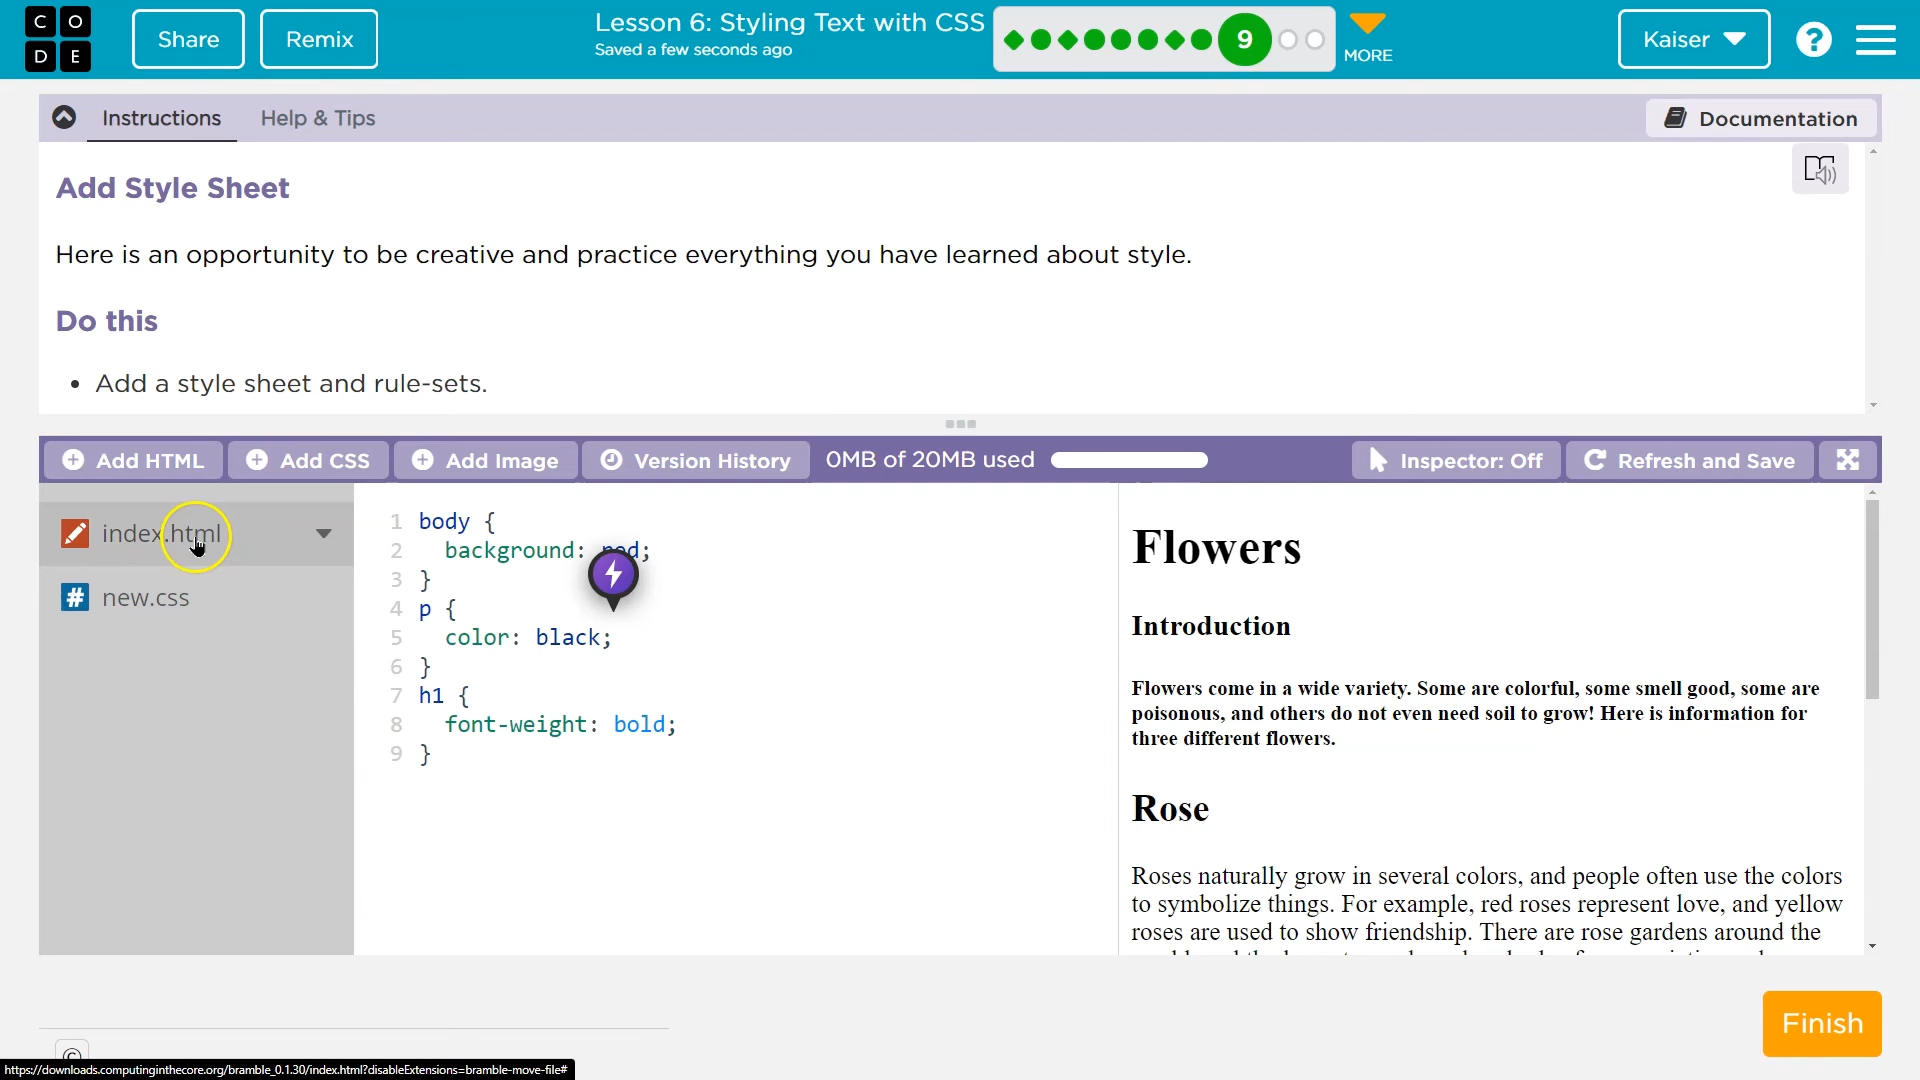 C O D E
Share
Remix
Lesson 6: Styling Text with CSS
Saved a few seconds ago
9
MORE
Kaiser
?
Instructions
Help & Tips
Documentation
Add Style Sheet
Here is an opportunity to be creative and practice everything you have learned about style.
Do this
• Add a style sheet and rule-sets.
Add HTML
Add CSS
Add Image
Version History
0MB of 20MB used
Inspector: Off
Refresh and Save
index.html
# new.css
1 body {
2 background: red;
3 }
4 p {
5 color: black;
6 }
7 h1 {
8 font-weight: bold;
9 }
Flowers
Introduction
Flowers come in a wide variety. Some are colorful, some smell good, some are
poisonous, and others do not even need soil to grow! Here is information for
three different flowers.
Rose
Roses naturally grow in several colors, and people often use the colors
to symbolize things. For example, red roses represent love, and yellow
roses are used to show friendship. There are rose gardens around the
Finish
©
https://downloads.computinginthecore.org/bramble_0.1.30/index.html?disableExtensions=bramble-move-file#